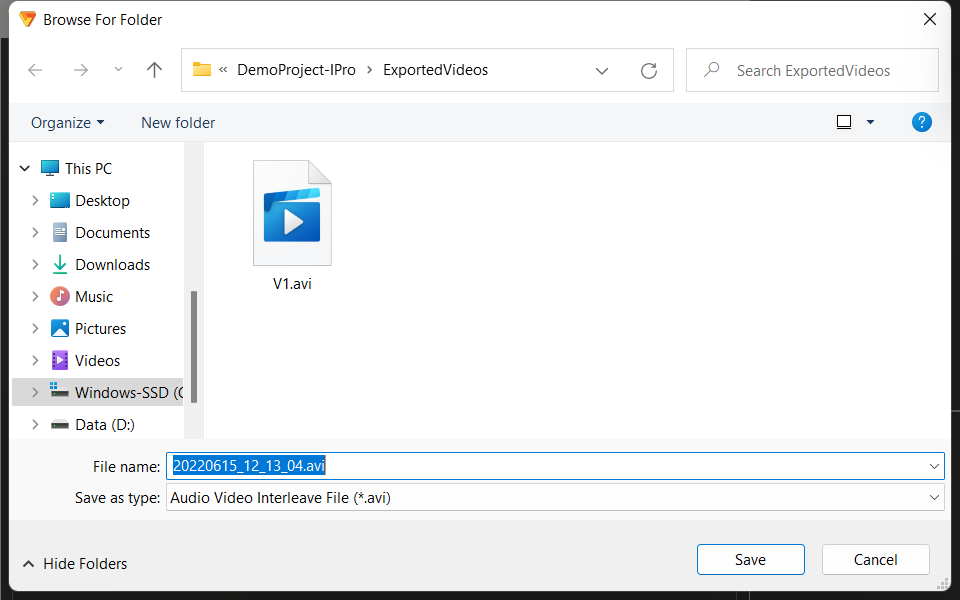 Browse For Folder
« DemoProject-IPro › ExportedVideos
Search ExportedVideos
Organize
New folder
?
This PC
Desktop
Documents
Downloads
Music
Pictures
Videos
Windows-SSD (
Data (D:)
V1.avi
File name: 20220615_12_13_04.avi
Save as type: Audio Video Interleave File (*.avi)
Hide Folders
Save
Cancel